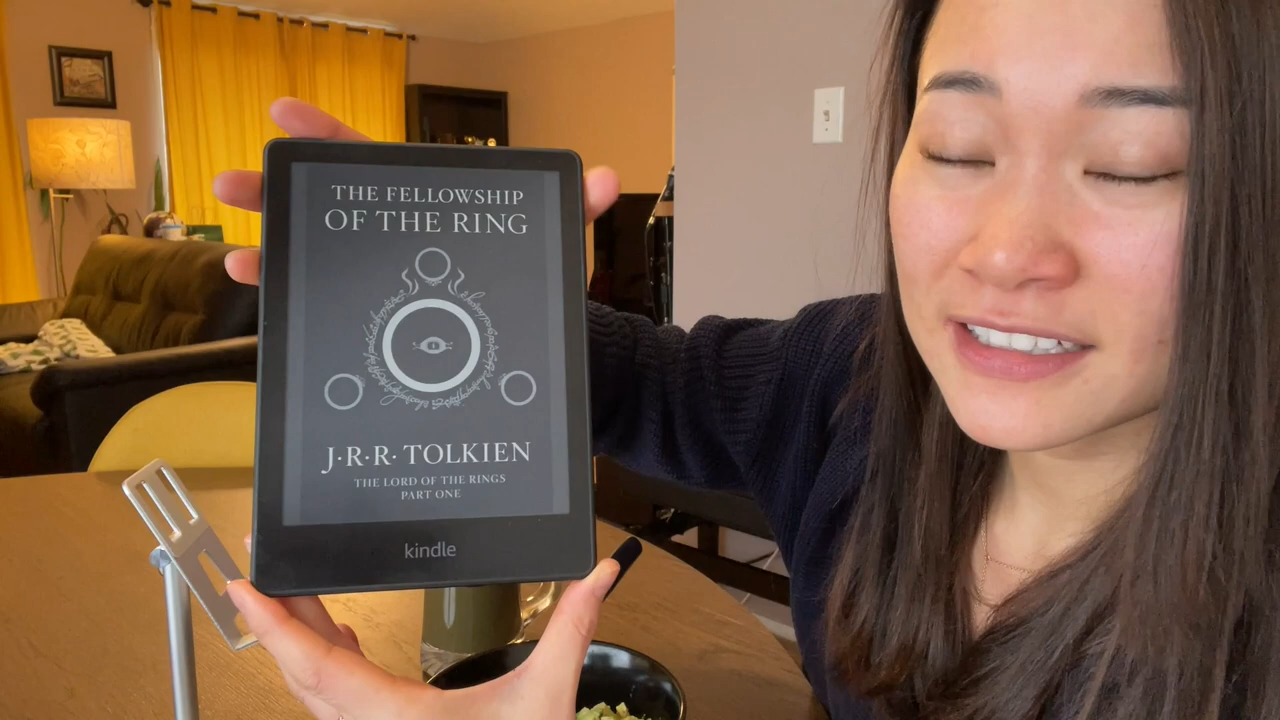 THE FELLOWSHIP
OF THE RING
J·R·R· TOLKIEN
THE LORD OF THE RINGS
PART ONE
kindle